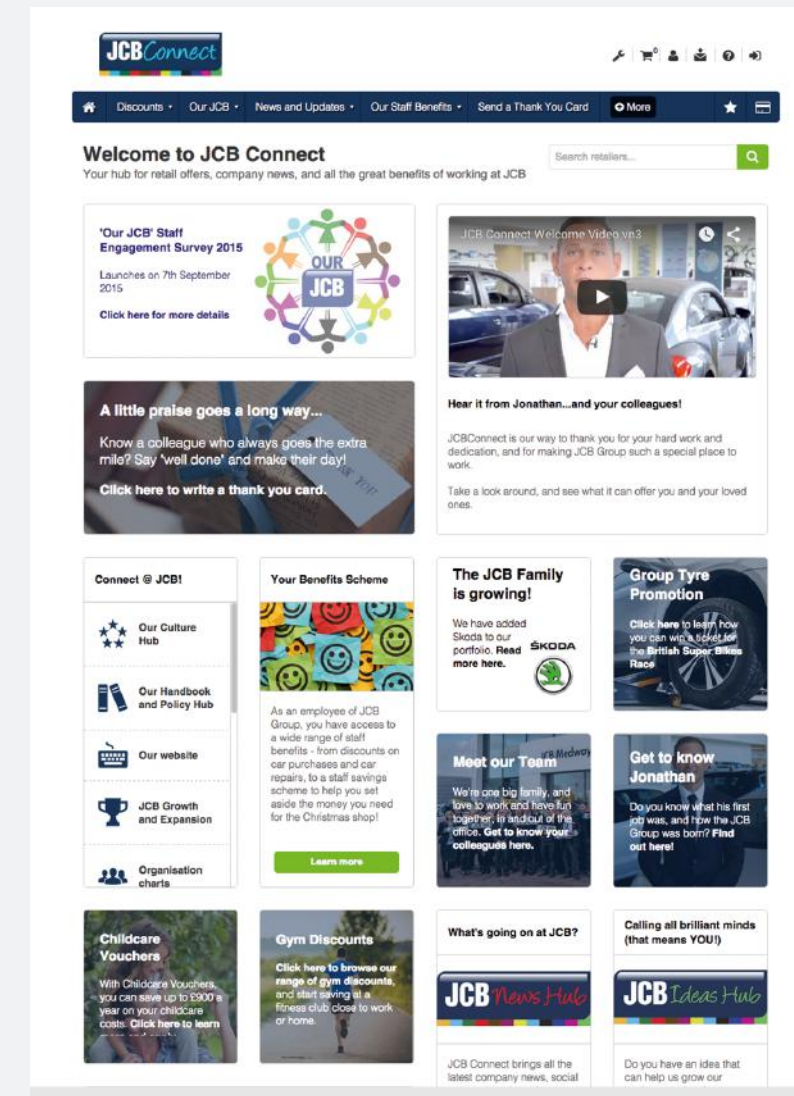 JCBConnect
0
Discounts
Our JCB
News and Updates
Our Staff Benefits
Send a Thank You Card
More
Welcome to JCB Connect
Your hub for retail offers, company news, and all the great benefits of working at JCB
Search retailers...
'Our JCB' Staff
Engagement Survey 2015
Launches on 7th September
2015
Click here for more details
OUR
JCB
JCB Connect Welcome Video vn3
A little praise goes a long way...
Know a colleague who always goes the extra
mile? Say 'well done' and make their day!
Click here to write a thank you card.
YOU
Hear it from Jonathan...and your colleagues!
JCBConnect is our way to thank you for your hard work and
dedication, and for making JCB Group such a special place to
work.
Take a look around, and see what it can offer you and your loved
ones.
Connect @ JCB!
Our Culture
Hub
Our Handbook
and Policy Hub
Our website
JCB Growth
and Expansion
Organisation
charts
Your Benefits Scheme
As an employee of JCB
Group, you have access to
a wide range of staff
benefits - from discounts on
car purchases and car
repairs, to a staff savings
scheme to help you set
aside the money you need
for the Christmas shop!
Learn more
The JCB Family
is growing!
We have added
Skoda to our
portfolio. Read
more here.
ŠKODA
Group Tyre
Promotion
Click here to learn how
you can win a ticket for
the British Super Bikes
Race
JCB Medway
Meet our Team
We're one big family, and
love to work and have fun
together, in and out of the
office. Get to know your
colleagues here.
Get to know
Jonathan
Do you know what his first
job was, and how the JCB
Group was born? Find
out here!
Childcare
Vouchers
With Childcare Vouchers,
you can save up to £900 a
year on your childcare
costs. Click here to learn
Gym Discounts
Click here to browse our
range of gym discounts,
and start saving at a
fitness club close to work
or home.
What's going on at JCB?
JCB News Hub
JCB Connect brings all the
latest company news, social
Calling all brilliant minds
(that means YOU!)
JCB Ideas Hub
Do you have an idea that
can help us grow our